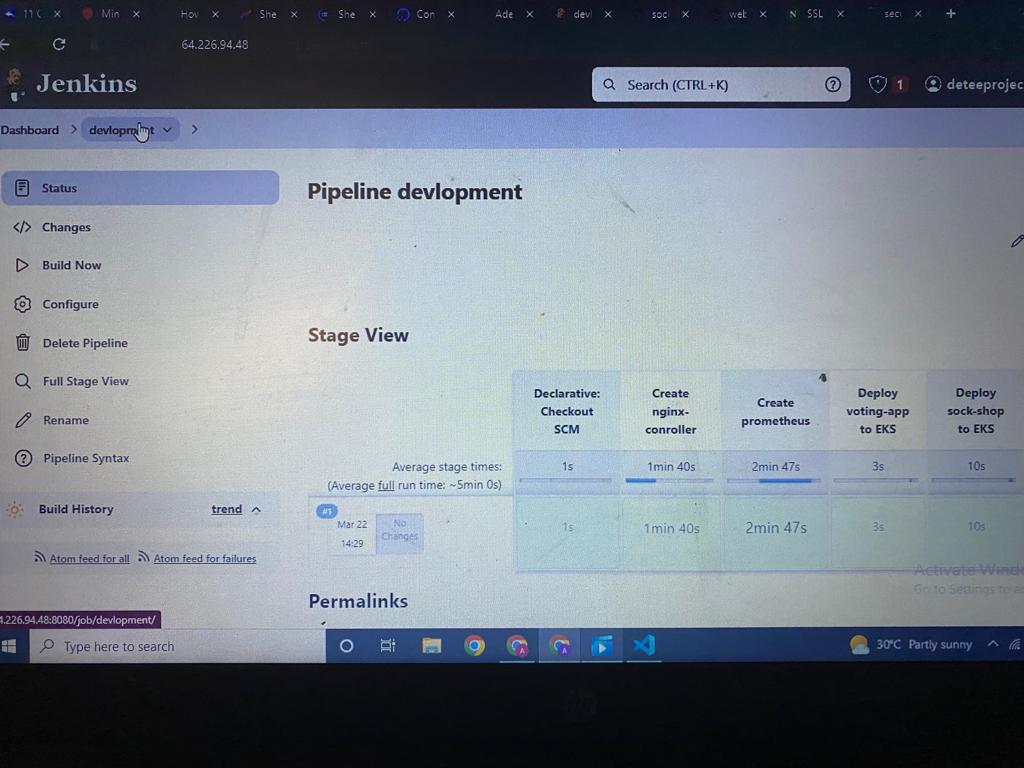 11 (
Min
Hov
She
She
Con
Ade
devl
soci
web
SSL
seci
64.226.94.48
Jenkins
Search (CTRL+K)
1
deteeprojec
Dashboard
devlopment
Status
Changes
Build Now
Configure
Delete Pipeline
Full Stage View
Rename
Pipeline Syntax
Build History
trend
Atom feed for all
Atom feed for failures
Pipeline devlopment
Stage View
Declarative:
Checkout
SCM
Create
nginx-
conroller
Create
prometheus
Deploy
voting-app
to EKS
Deploy
sock-shop
to EKS
Average stage times:
(Average full run time: ~5min 0s)
1s
1min 40s
2min 47s
3s
10s
Mar 22
14:29
No
Changes
1s
1min 40s
2min 47s
3s
10s
Permalinks
Activate Windo
Go to Settings to a
4.226.94.48:8080/job/devlopment/
Type here to search
30°C Partly sunny